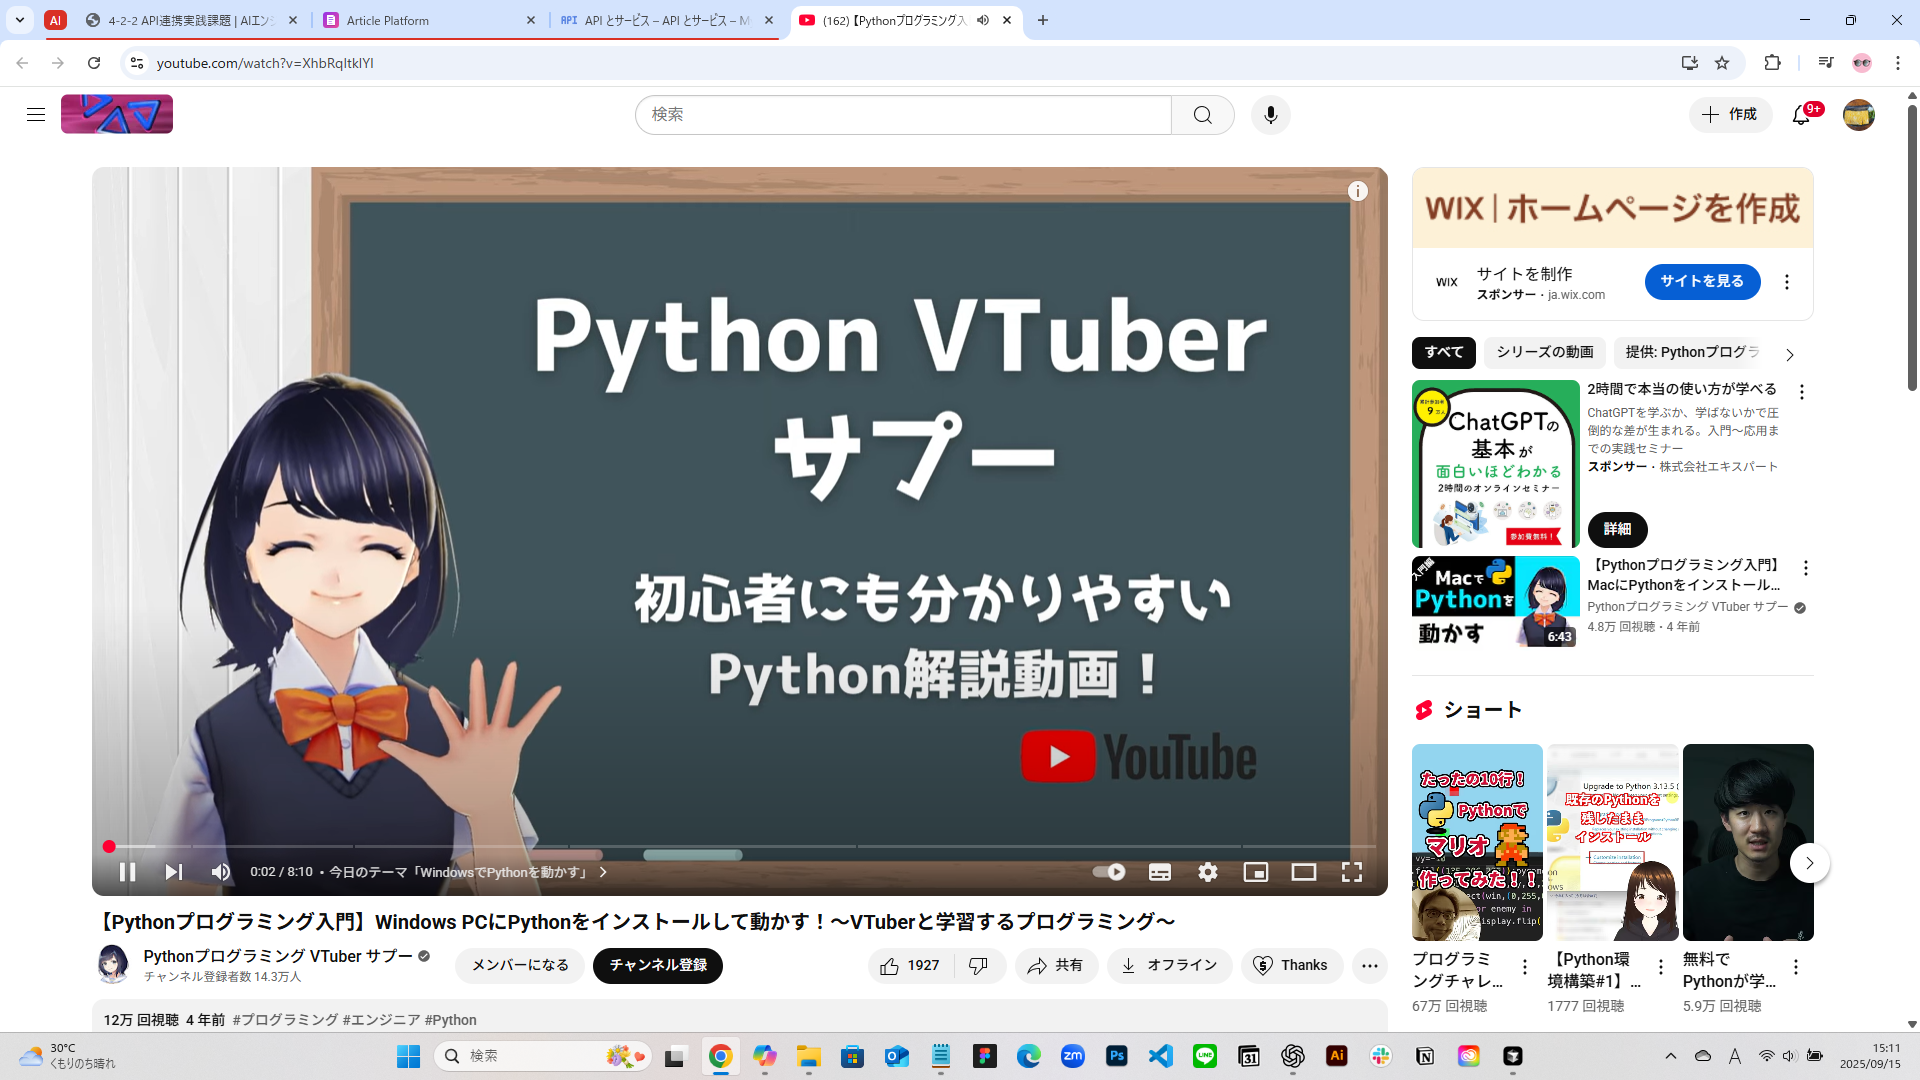 AI
4-2-2 API連携実践課題 | AIエンジ
Article Platform
API
API とサービス – API とサービス – M
(162)【Pythonプログラミング入
youtube.com/watch?v=XhbRqltklYI
検索
作成
9+
Python VTuber
サプー
初心者にも分かりやすい
Python解説動画！
YouTube
0:02 / 8:10 • 今日のテーマ「WindowsでPythonを動かす」
【Pythonプログラミング入門】Windows PCにPythonをインストールして動かす！〜VTuberと学習するプログラミング〜
Pythonプログラミング VTuber サプー
チャンネル登録者数 14.3万人
メンバーになる
チャンネル登録
1927
共有
オフライン
Thanks
12万 回視聴 4 年前 #プログラミング #エンジニア #Python
WIX | ホームページを作成
WIX
サイトを制作
スポンサー・ja.wix.com
サイトを見る
すべて
シリーズの動画
提供: Pythonプログラ
9万人
ChatGPTの
基本が
面白いほどわかる
2時間のオンラインセミナー
参加費無料！
2時間で本当の使い方が学べる
ChatGPTを学ぶか、学ばないかで圧
倒的な差が生まれる。入門〜応用ま
での実践セミナー
スポンサー・株式会社エキスパート
詳細
入門編
Macで
Pythonを
動かす
6:43
【Pythonプログラミング入門】
MacにPythonをインストール...
Pythonプログラミング VTuber サプー
4.8万 回視聴・4 年前
ショート
たったの10行！
Pythonで
マリオ
作ってみた！！
Upgrade to Python 3.13.5 (
既存のPythonを
残したまま
インストール
Customize installation
プログラミ
ングチャレ...
67万 回視聴
【Python環
境構築#1】...
1777 回視聴
無料で
Pythonが学...
5.9万 回視聴
30°C
くもりのち晴れ
検索
zm
Ps
LINE
31
Ai
A
15:11
2025/09/15